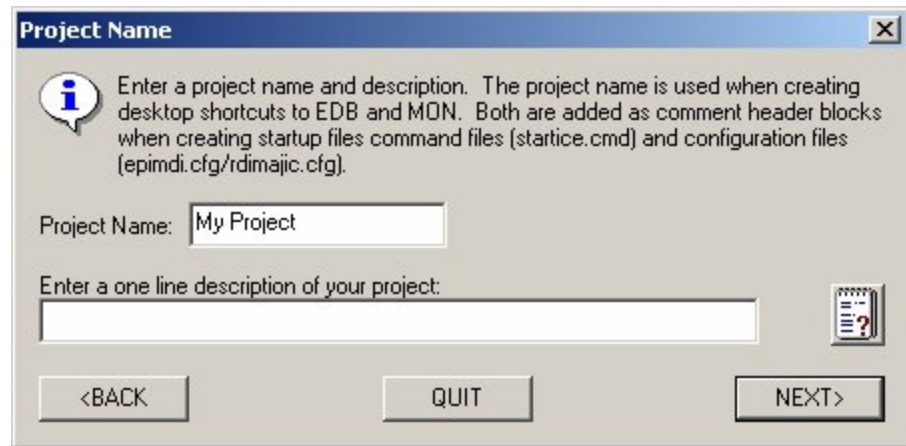 Project Name
Enter a project name and description. The project name is used when creating
desktop shortcuts to EDB and MON. Both are added as comment header blocks
when creating startup files command files (startice.cmd) and configuration files
(epimdi.cfg/rdimajic.cfg).
Project Name: My Project
Enter a one line description of your project:
<BACK QUIT NEXT>